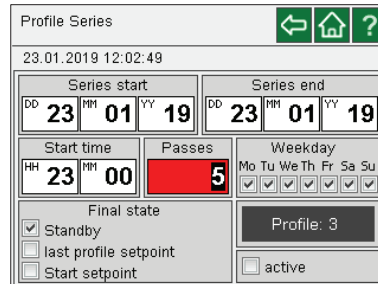 Profile Series
?
23.01.2019 12:02:49
Series start Series end
DD 23 MM 01 YY 19 DD 23 MM 01 YY 19
Start time Passes Weekday
HH 23 MM 00 5 Mo Tu We Th Fr Sa Su
Final state
Standby
last profile setpoint
Start setpoint
Profile: 3
active